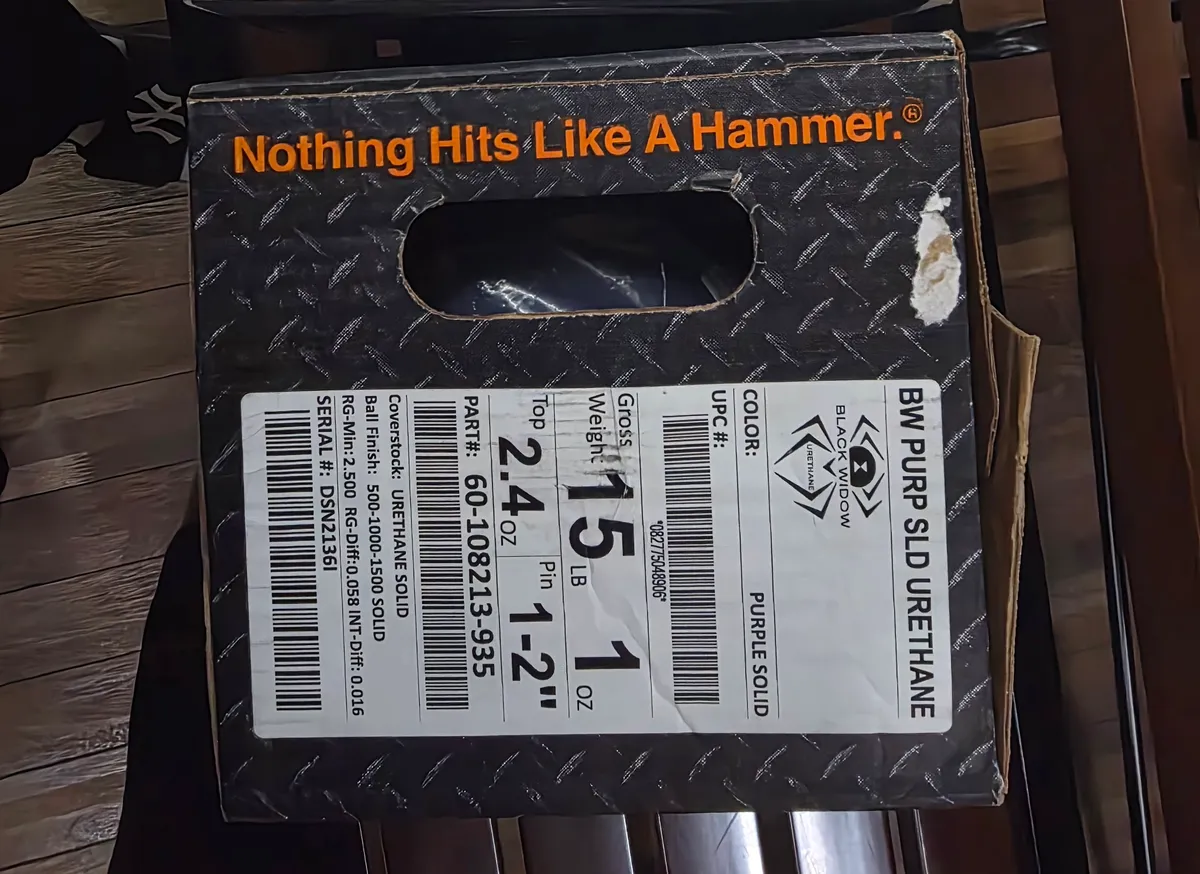 Nothing Hits Like A Hammer.®
BW PURP SLD URETHANE
BLACK WIDOW
URETHANE
COLOR: PURPLE SOLID
UPC #:
*082775048906*
Gross Weight 15 LB 1 OZ
Top 2.4 OZ Pin 1-2"
PART#: 60-108213-935
Coverstock: URETHANE SOLID
Ball Finish: 500-1000-1500 SOLID
RG-Min:2.500 RG-Diff:0.058 INT-Diff: 0.016
SERIAL #: DSN2136I
NY